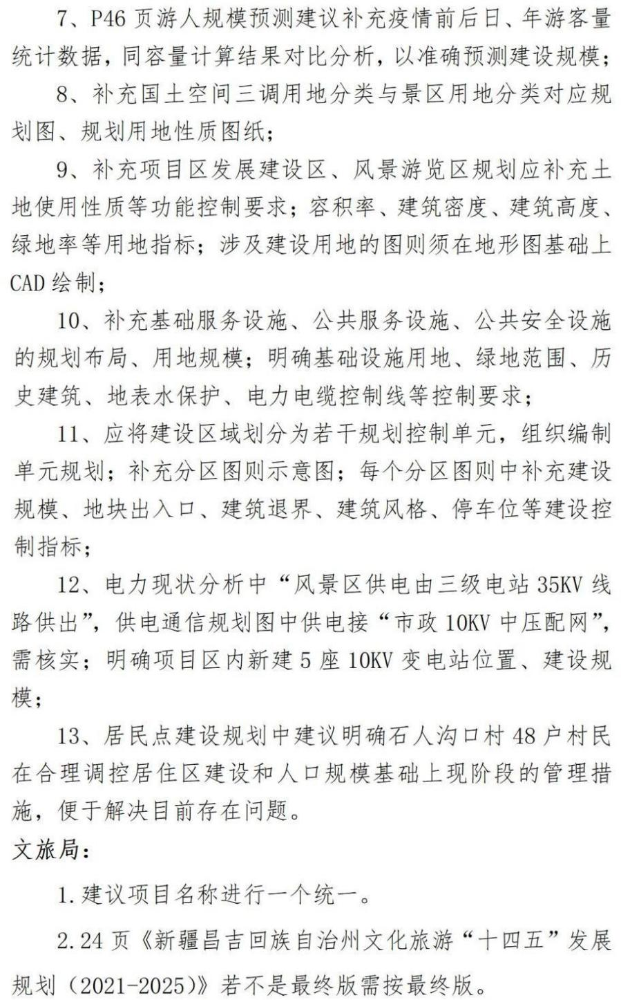 7、P46 页游人规模预测建议补充疫情前后日、年游客量
统计数据，同容量计算结果对比分析，以准确预测建设规模；
8、补充国土空间三调用地分类与景区用地分类对应规
划图、规划用地性质图纸；
9、补充项目区发展建设区、风景游览区规划应补充土
地使用性质等功能控制要求；容积率、建筑密度、建筑高度、
绿地率等用地指标；涉及建设用地的图则须在地形图基础上
CAD 绘制；
10、补充基础服务设施、公共服务设施、公共安全设施
的规划布局、用地规模；明确基础设施用地、绿地范围、历
史建筑、地表水保护、电力电缆控制线等控制要求；
11、应将建设区域划分为若干规划控制单元，组织编制
单元规划；补充分区图则示意图；每个分区图则中补充建设
规模、地块出入口、建筑退界、建筑风格、停车位等建设控
制指标；
12、电力现状分析中“风景区供电由三级电站 35KV 线
路供出”，供电通信规划图中供电接“市政 10KV 中压配网”，
需核实；明确项目区内新建 5 座 10KV 变电站位置、建设规
模；
13、居民点建设规划中建议明确石人沟口村 48 户村民
在合理调控居住区建设和人口规模基础上现阶段的管理措
施，便于解决目前存在问题。
文旅局：
1.建议项目名称进行一个统一。
2.24 页《新疆昌吉回族自治州文化旅游“十四五”发展
规划（2021-2025）》若不是最终版需按最终版。